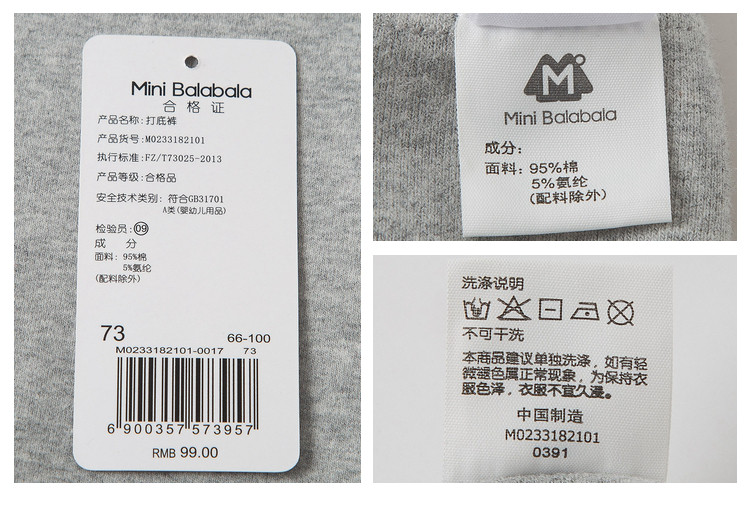 Mini Balabala
合格证
产品名称:打底裤
产品货号:M0233182101
执行标准:FZ/T73025-2013
产品等级:合格品
安全技术类别: 符合GB31701
A类(婴幼儿用品)
检验员:09
成 分
面料: 95%棉
5%氨纶
(配料除外)
73 66-100
M0233182101-0017 73
6 900357 573957
RMB 99.00
M
Mini Balabala
成分:
面料: 95%棉
5%氨纶
(配料除外)
洗涤说明
不可干洗
本商品建议单独洗涤, 如有轻
微褪色属正常现象, 为保持衣
服色泽, 衣服不宜久浸。
中国制造
M0233182101
0391